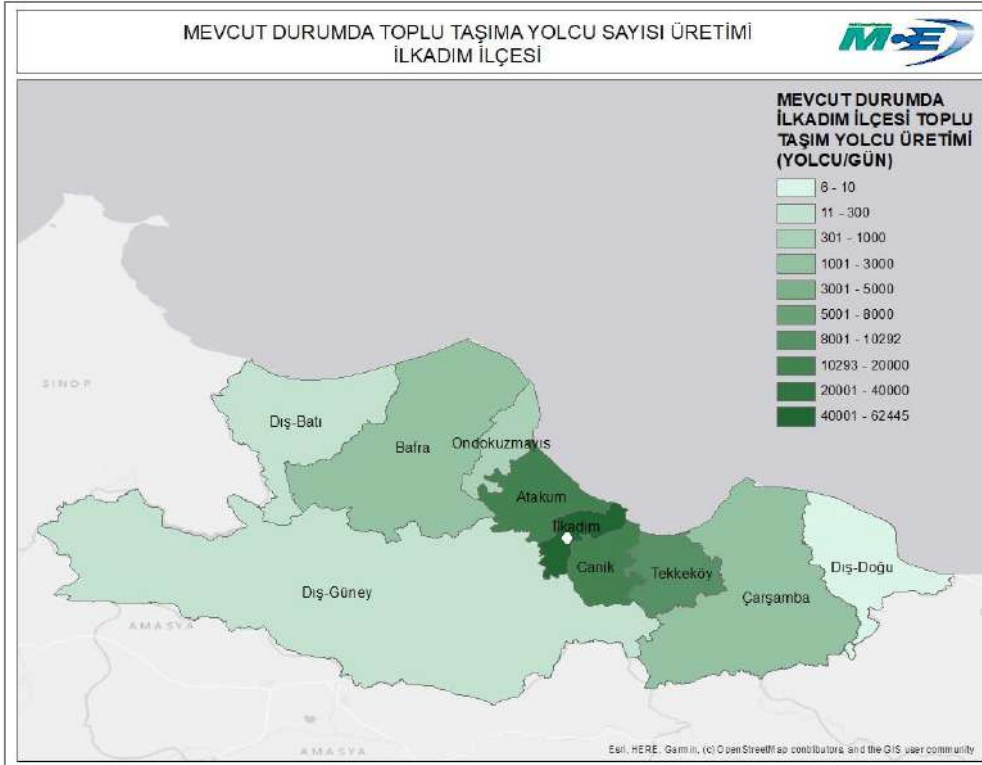 MEVCUT DURUMDA TOPLU TAŞIMA YOLCU SAYISI ÜRETİMİ
İLKADIM İLÇESİ
MEVCUT DURUMDA
İLKADIM İLÇESİ TOPLU
TAŞIM YOLCU ÜRETİMİ
(YOLCU/GÜN)
6 - 10
11 - 300
301 - 1000
1001 - 3000
3001 - 5000
5001 - 8000
8001 - 10292
10293 - 20000
20001 - 40000
40001 - 62445
SINOP
Dış-Batı
Bafra
Ondokuzmayıs
Atakum
İlkadım
Canik
Tekkeköy
Dış-Doğu
Çarşamba
Dış-Güney
AMASYA
AMASYA
Esri, HERE, Garmin, (c) OpenStreetMap contributors, and the GIS user community